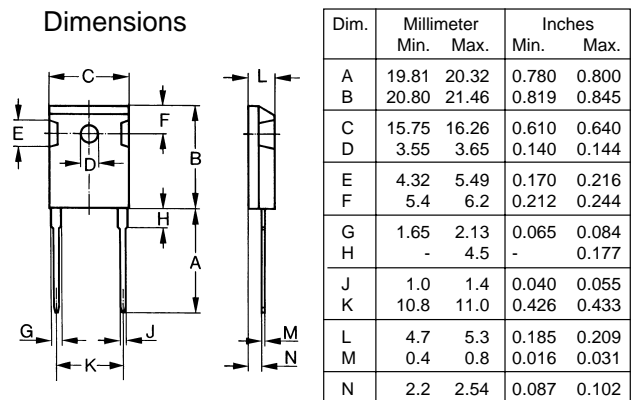 Dimensions
C
L
E
F
D
B
H
A
G
J
K
M
N
Dim. Millimeter Inches
Min. Max. Min. Max.
A 19.81 20.32 0.780 0.800
B 20.80 21.46 0.819 0.845
C 15.75 16.26 0.610 0.640
D 3.55 3.65 0.140 0.144
E 4.32 5.49 0.170 0.216
F 5.4 6.2 0.212 0.244
G 1.65 2.13 0.065 0.084
H - 4.5 - 0.177
J 1.0 1.4 0.040 0.055
K 10.8 11.0 0.426 0.433
L 4.7 5.3 0.185 0.209
M 0.4 0.8 0.016 0.031
N 2.2 2.54 0.087 0.102